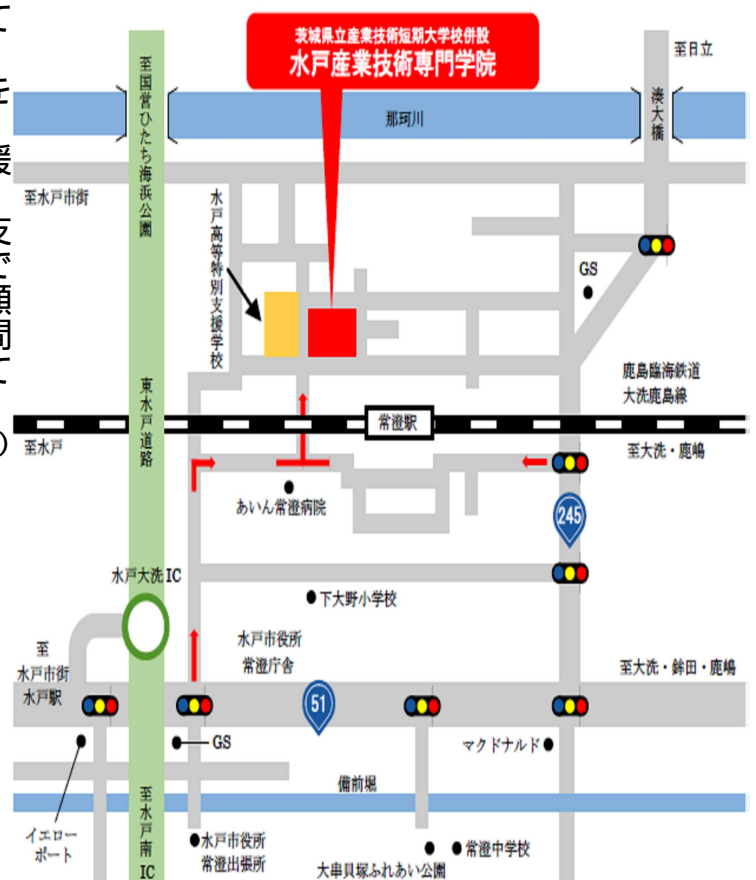 茨城県立産業技術短期大学校併設
水戸産業技術専門学院
至国営ひたち海浜公園
至日立
湊大橋
那珂川
至水戸市街
水戸高等特別支援学校
GS
鹿島臨海鉄道
大洗鹿島線
東水戸道路
常澄駅
至水戸
至大洗・鹿嶋
あいん常澄病院
245
水戸大洗IC
下大野小学校
水戸市役所
常澄庁舎
至
水戸市街
水戸駅
至大洗・鉾田・鹿嶋
51
GS
マクドナルド
備前堀
至水戸南IC
イエロー
ポート
水戸市役所
常澄出張所
常澄中学校
大串貝塚ふれあい公園